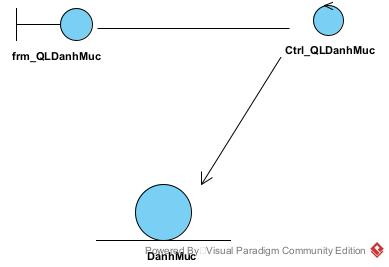 frm_QLDanhMuc
Ctrl_QLDanhMuc
Powered By Visual Paradigm Community Edition
DanhMuc